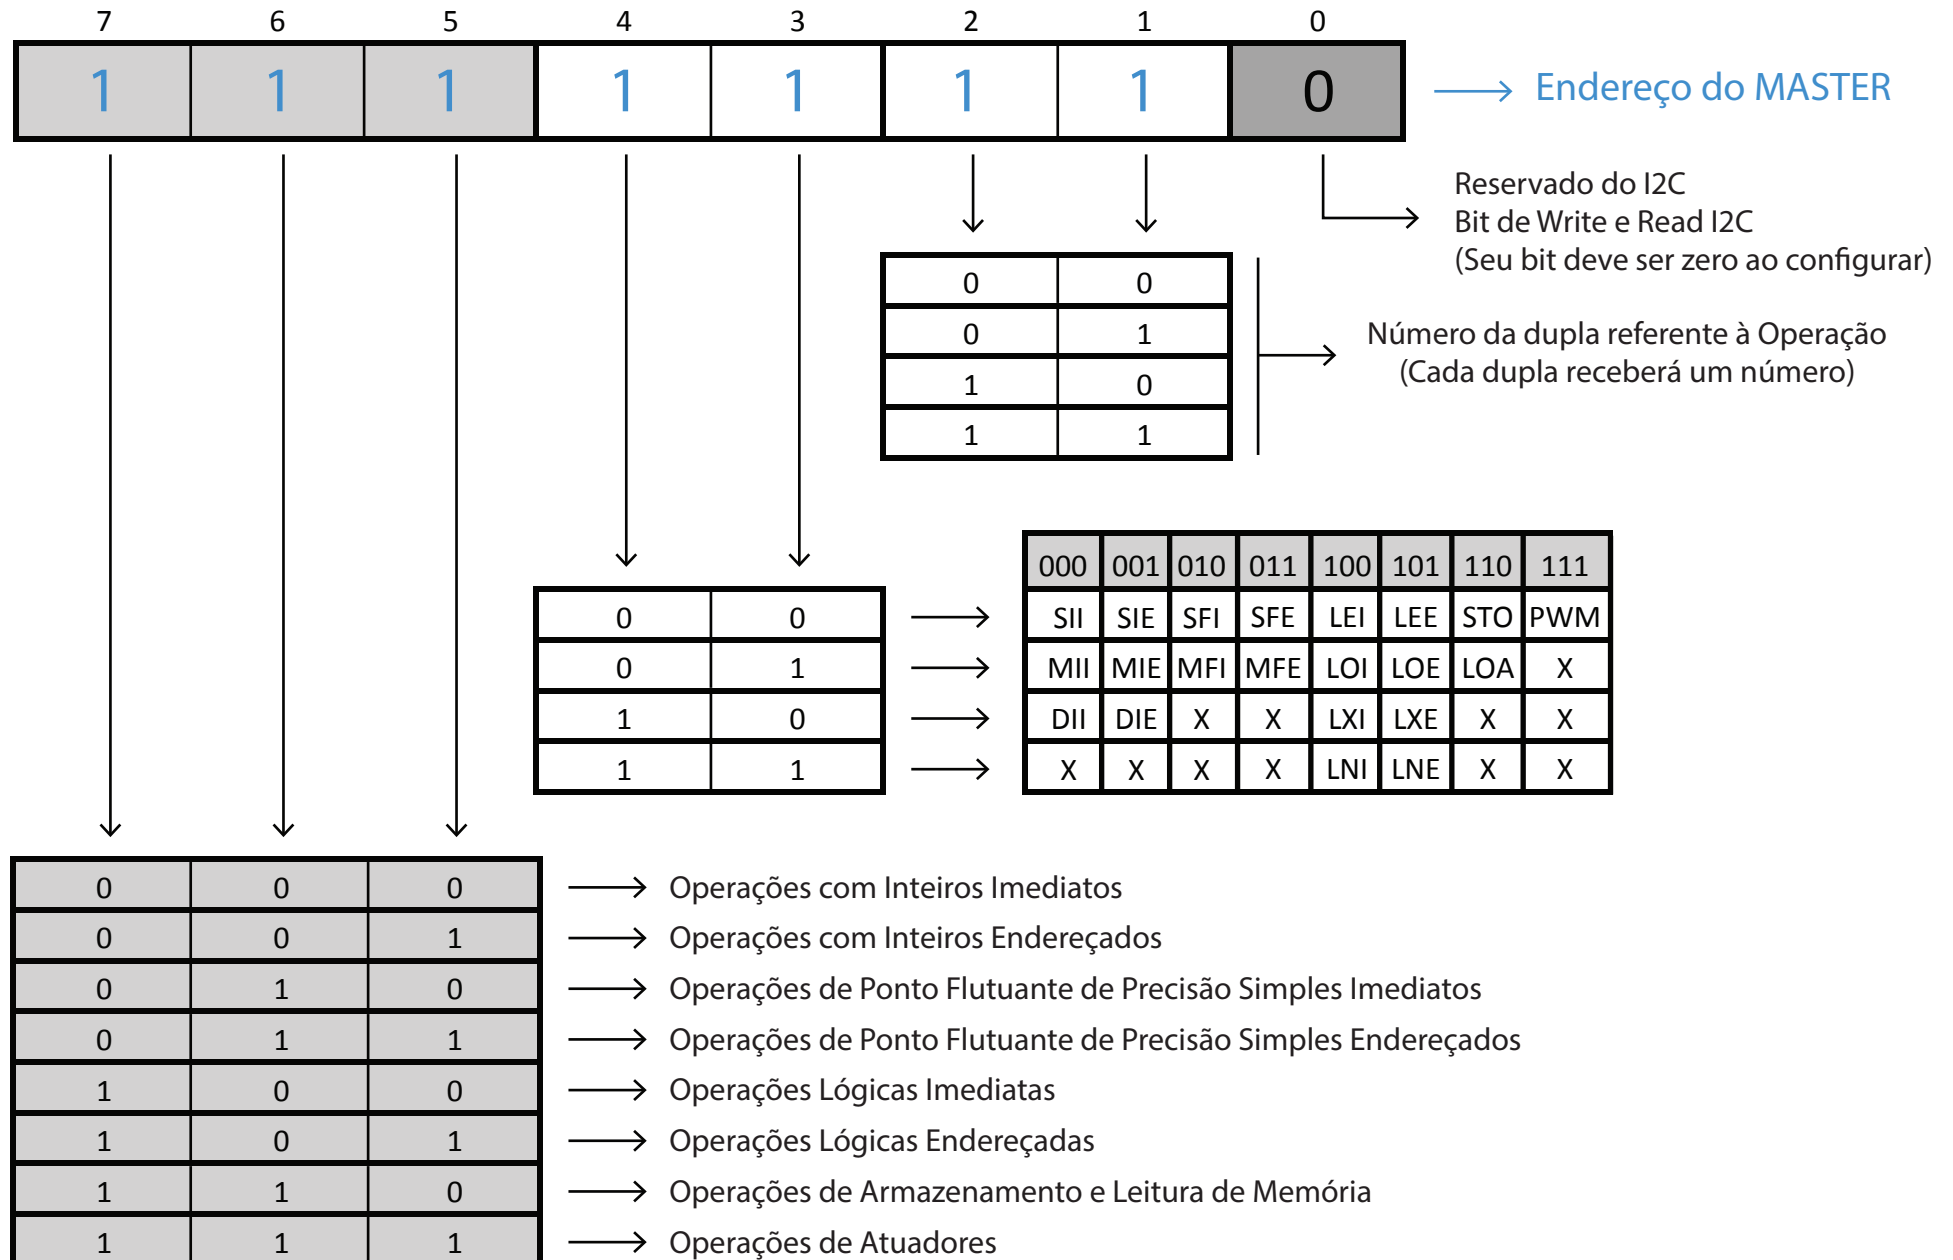 7 6 5 4 3 2 1 0
1 1 1 1 1 1 1 0
Endereço do MASTER
Reservado do I2C
Bit de Write e Read I2C
(Seu bit deve ser zero ao configurar)
0 0
0 1
1 0
1 1
Número da dupla referente à Operação
(Cada dupla receberá um número)
000 001 010 011 100 101 110 111
0 0 SII SIE SFI SFE LEI LEE STO PWM
0 1 MII MIE MFI MFE LOI LOE LOA X
1 0 DII DIE X X LXI LXE X X
1 1 X X X X LNI LNE X X
0 0 0 Operações com Inteiros Imediatos
0 0 1 Operações com Inteiros Endereçados
0 1 0 Operações de Ponto Flutuante de Precisão Simples Imediatos
0 1 1 Operações de Ponto Flutuante de Precisão Simples Endereçados
1 0 0 Operações Lógicas Imediatas
1 0 1 Operações Lógicas Endereçadas
1 1 0 Operações de Armazenamento e Leitura de Memória
1 1 1 Operações de Atuadores